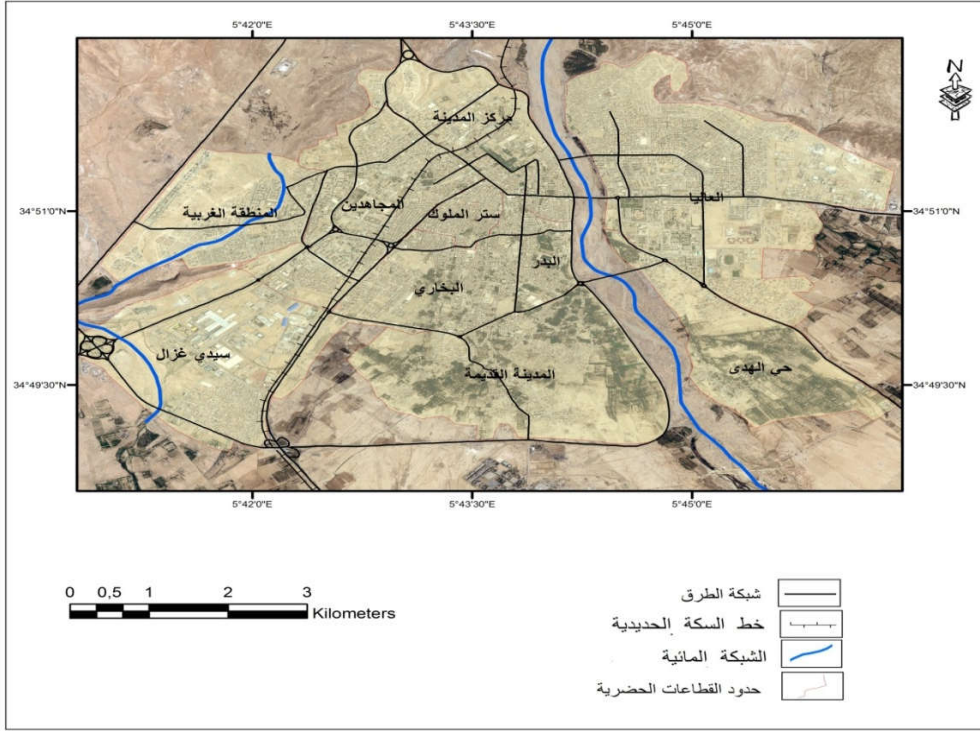 5°42'0"E 5°43'30"E 5°45'0"E
N
مركز المدينة
34°51'0"N 34°51'0"N
العاليا
المجاهدين
ستر الملوك
المنطقة الغربية
البدر
البخاري
سيدي غزال
حي الهدى
المدينة القديمة
34°49'30"N 34°49'30"N
5°42'0"E 5°43'30"E 5°45'0"E
0 0,5 1 2 3
Kilometers
شبكة الطرق
خط السكة الحديدية
الشبكة المائية
حدود القطاعات الحضرية